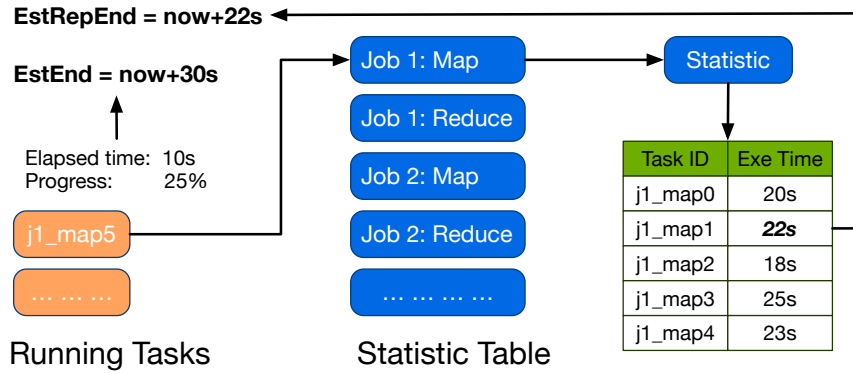 EstRepEnd = now+22s
EstEnd = now+30s
Elapsed time: 10s
Progress: 25%
j1_map5
... ... ...
Running Tasks
Job 1: Map
Job 1: Reduce
Job 2: Map
Job 2: Reduce
... ... ... ...
Statistic Table
Statistic
Task ID Exe Time
j1_map0 20s
j1_map1 22s
j1_map2 18s
j1_map3 25s
j1_map4 23s